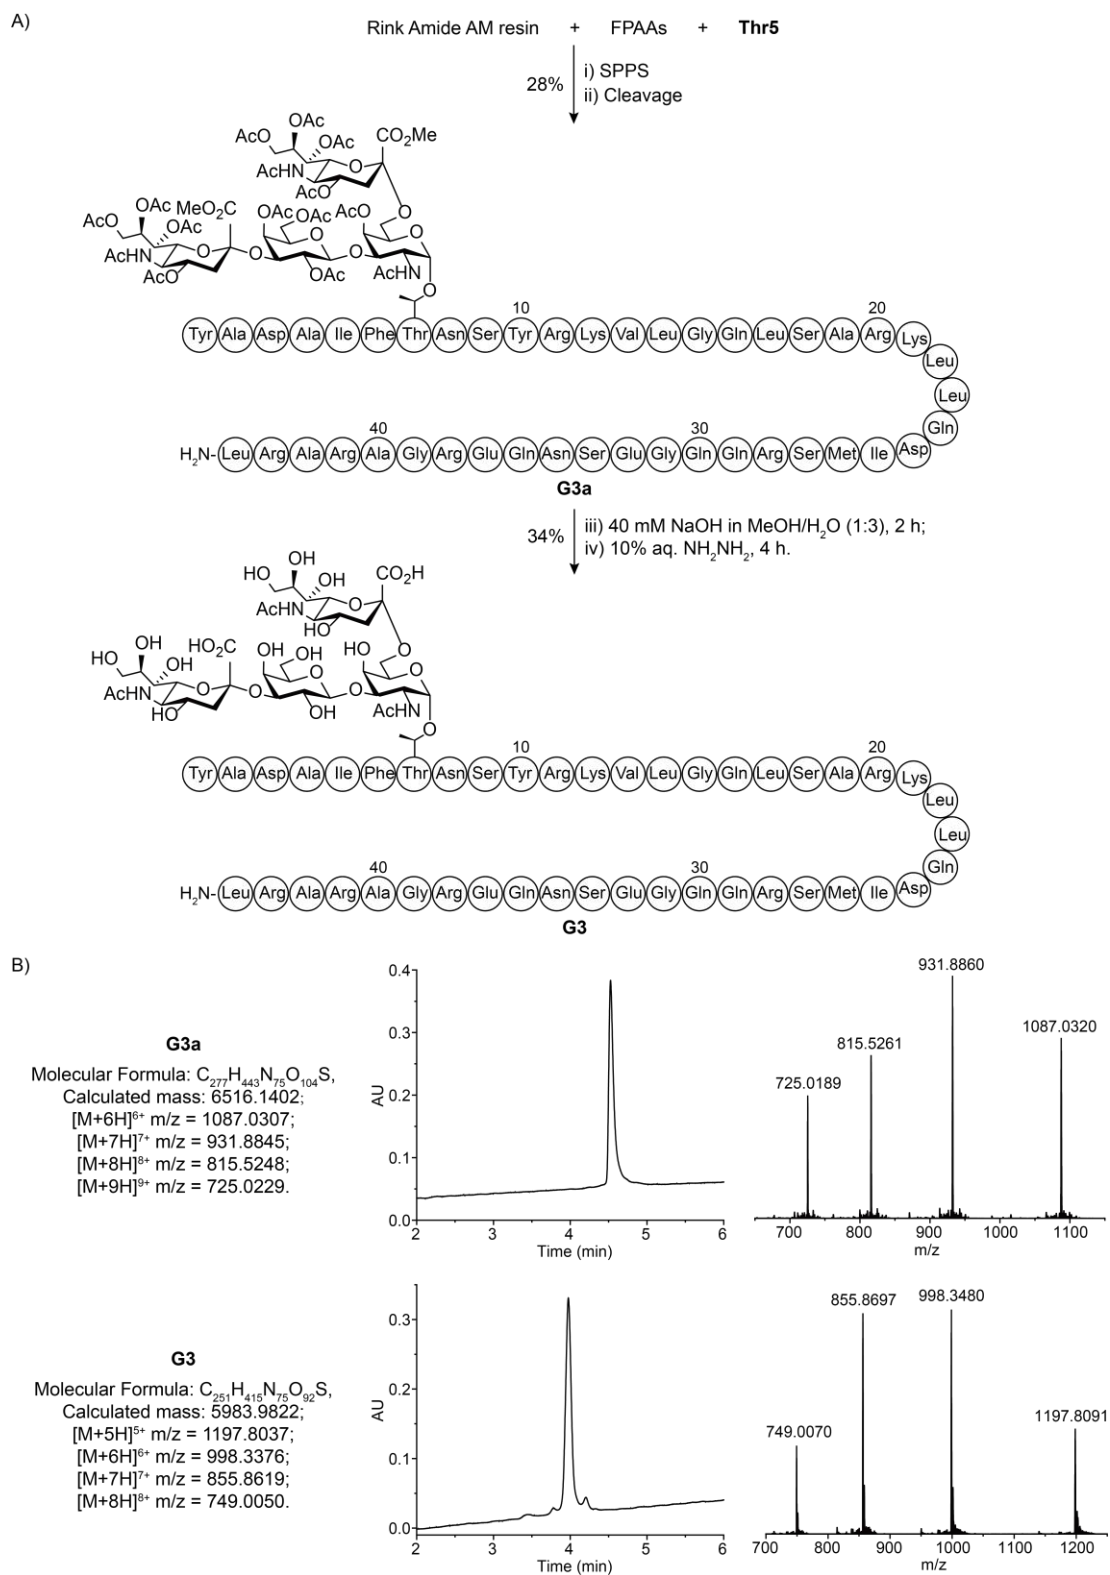 A)
Rink Amide AM resin + FPAAs + Thr5
28%
i) SPPS
ii) Cleavage
OAc
AcO OAc CO₂Me
AcHN O
AcO
OAc MeO₂C OAc OAc AcO O
AcO OAc
AcHN O O O O
AcO OAc AcHN
O
10 20
Tyr Ala Asp Ala Ile Phe Thr Asn Ser Tyr Arg Lys Val Leu Gly Gln Leu Ser Ala Arg Lys
Leu
Leu
Gln
40 30
H₂N- Leu Arg Ala Arg Ala Gly Arg Glu Gln Asn Ser Glu Gly Gln Gln Arg Ser Met Ile Asp
G3a
34%
iii) 40 mM NaOH in MeOH/H₂O (1:3), 2 h;
iv) 10% aq. NH₂NH₂, 4 h.
HO
HO OH CO₂H
AcHN O
HO
HO HO₂C OH OH HO O
HO OH
AcHN O O O O
HO OH AcHN
O
10 20
Tyr Ala Asp Ala Ile Phe Thr Asn Ser Tyr Arg Lys Val Leu Gly Gln Leu Ser Ala Arg Lys
Leu
Leu
Gln
40 30
H₂N- Leu Arg Ala Arg Ala Gly Arg Glu Gln Asn Ser Glu Gly Gln Gln Arg Ser Met Ile Asp
G3
B)
G3a
Molecular Formula: C₂₇₇H₄₄₃N₇₅O₁₀₄S,
Calculated mass: 6516.1402;
[M+6H]⁶⁺ m/z = 1087.0307;
[M+7H]⁷⁺ m/z = 931.8845;
[M+8H]⁸⁺ m/z = 815.5248;
[M+9H]⁹⁺ m/z = 725.0229.
0.4
0.3
0.2
0.1
0.0
AU
2 3 4 5 6
Time (min)
931.8860
1087.0320
815.5261
725.0189
700 800 900 1000 1100
m/z
G3
Molecular Formula: C₂₅₁H₄₁₅N₇₅O₉₂S,
Calculated mass: 5983.9822;
[M+5H]⁵⁺ m/z = 1197.8037;
[M+6H]⁶⁺ m/z = 998.3376;
[M+7H]⁷⁺ m/z = 855.8619;
[M+8H]⁸⁺ m/z = 749.0050.
0.3
0.2
0.1
0.0
AU
2 3 4 5 6
Time (min)
855.8697
998.3480
1197.8091
749.0070
700 800 900 1000 1100 1200
m/z